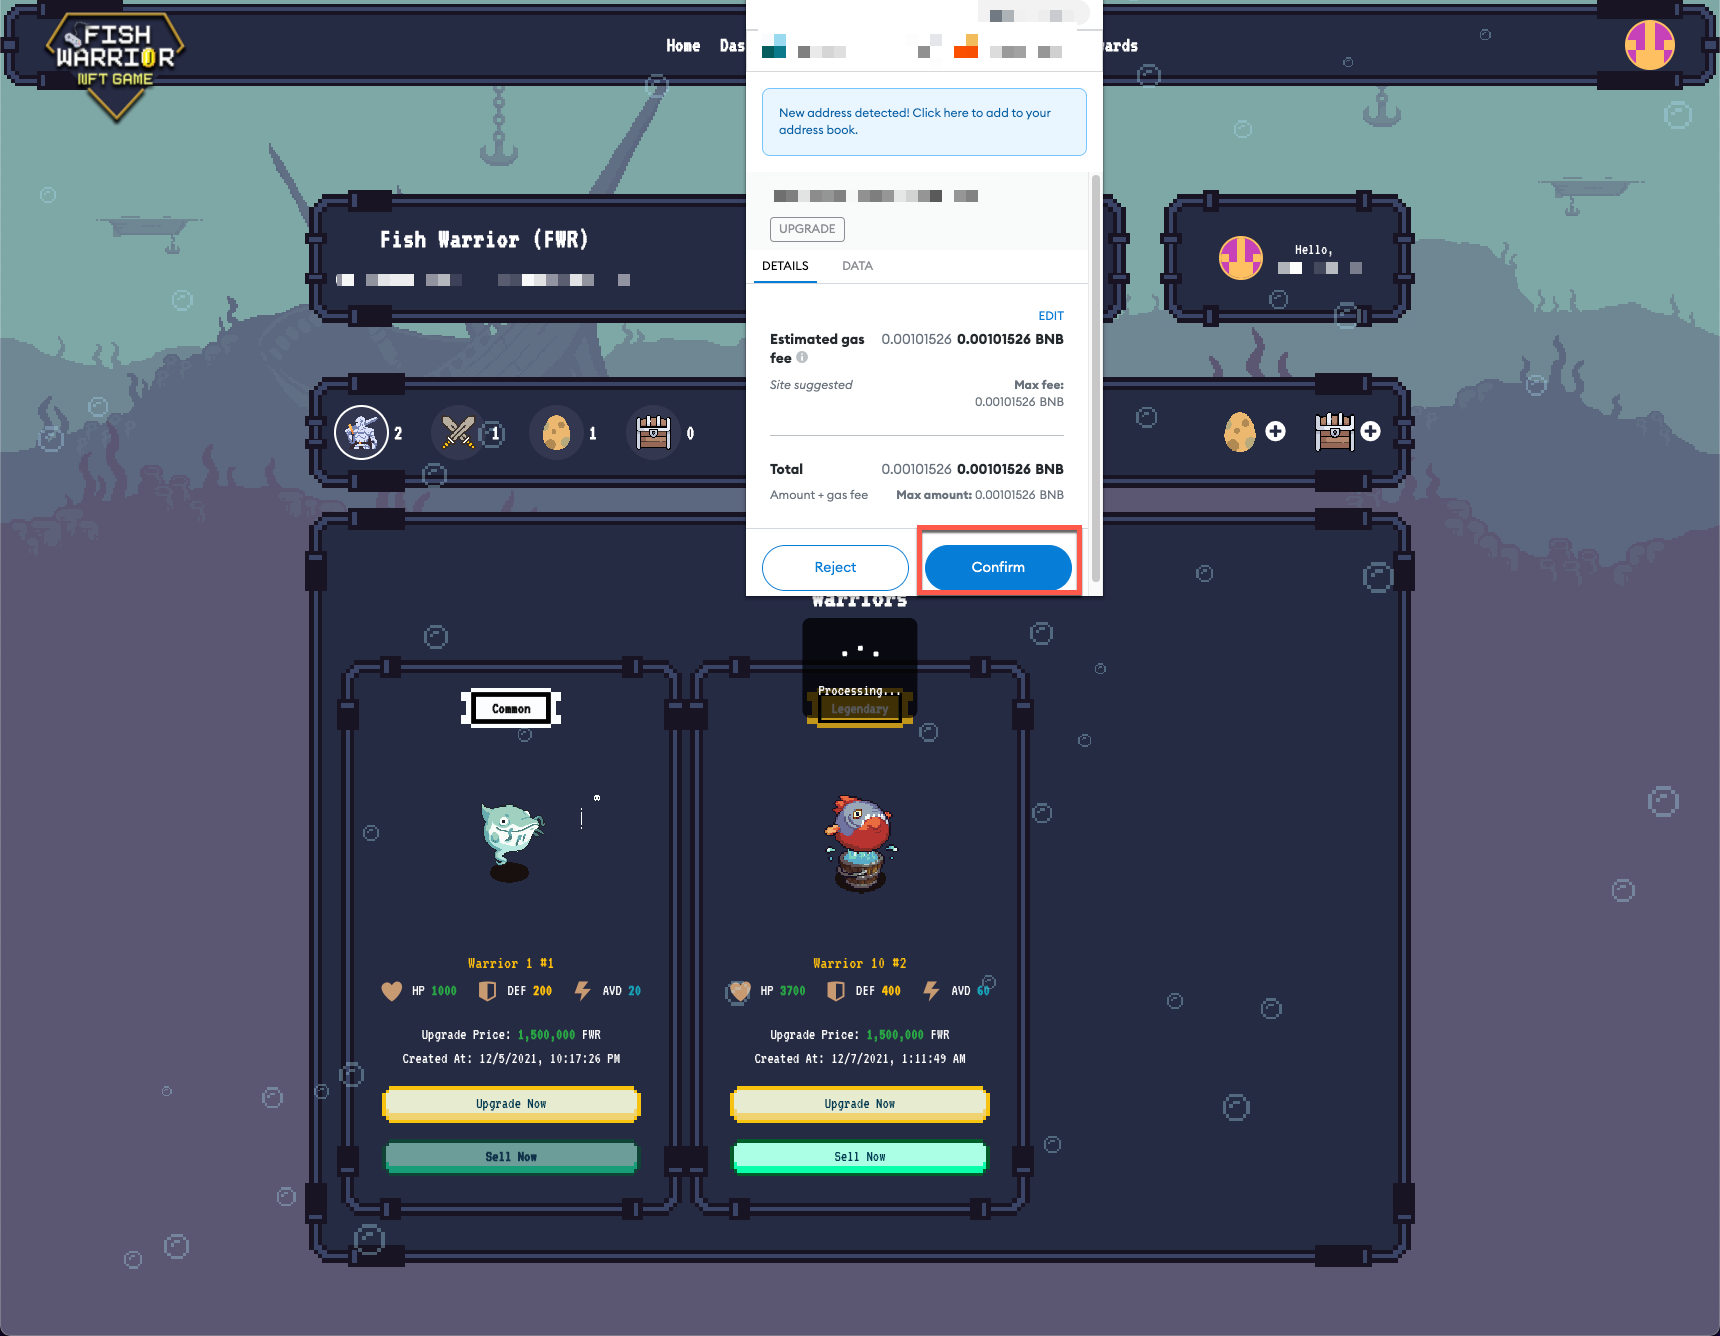 FISH
WARRIOR
NFT GAME
Home
New address detected! Click here to add to your
address book.
UPGRADE
DETAILS DATA
EDIT
Estimated gas fee 0.00101526 0.00101526 BNB
Site suggested Max fee:
0.00101526 BNB
Total 0.00101526 0.00101526 BNB
Amount + gas fee Max amount: 0.00101526 BNB
Reject Confirm
Fish Warrior (FWR)
Hello,
2 1 1 0
Warriors
Processing...
Common Legendary
Warrior 1 #1
HP 1000 DEF 200 AVD 20
Upgrade Price: 1,500,000 FWR
Created At: 12/5/2021, 10:17:26 PM
Upgrade Now
Sell Now
Warrior 10 #2
HP 3700 DEF 400 AVD 60
Upgrade Price: 1,500,000 FWR
Created At: 12/7/2021, 1:11:49 AM
Upgrade Now
Sell Now